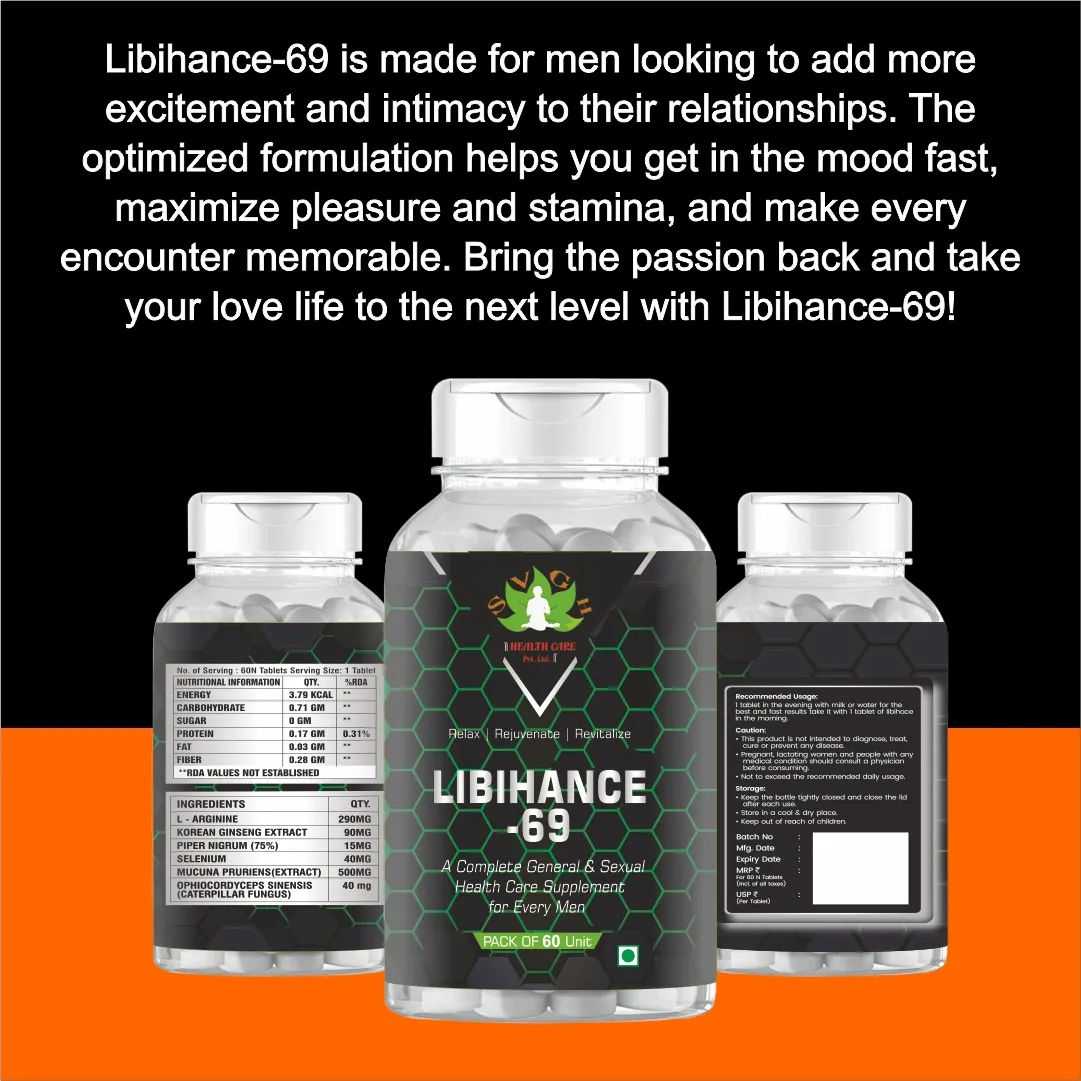 Libihance-69 is made for men looking to add more
excitement and intimacy to their relationships. The
optimized formulation helps you get in the mood fast,
maximize pleasure and stamina, and make every
encounter memorable. Bring the passion back and take
your love life to the next level with Libihance-69!
No. of Serving : 60N Tablets Serving Size: 1 Tablet
NUTRITIONAL INFORMATION QTY. %RDA
ENERGY 3.79 KCAL **
CARBOHYDRATE 0.71 GM **
SUGAR 0 GM **
PROTEIN 0.17 GM 0.31%
FAT 0.03 GM **
FIBER 0.28 GM **
**RDA VALUES NOT ESTABLISHED
INGREDIENTS QTY.
L - ARGININE 290MG
KOREAN GINSENG EXTRACT 90MG
PIPER NIGRUM (75%) 15MG
SELENIUM 40MG
MUCUNA PRURIENS(EXTRACT) 500MG
OPHIOCORDYCEPS SINENSIS 40 mg
(CATERPILLAR FUNGUS)
SVGH
HEALTH CARE
Pvt. Ltd.
Relax | Rejuvenate | Revitalize
LIBIHANCE
-69
A Complete General & Sexual
Health Care Supplement
for Every Men
PACK OF 60 Unit
Recommended Usage:
1 tablet in the evening with milk or water for the
best and fast results take it with 1 tablet of libihace
in the morning.
Caution:
• This product is not intended to diagnose, treat,
cure or prevent any disease.
• Pregnant, lactating women and people with any
medical condition should consult a physician
before consuming.
• Not to exceed the recommended daily usage.
Storage:
• Keep the bottle tightly closed and close the lid
after each use.
• Store in a cool & dry place.
• Keep out of reach of children.
Batch No :
Mfg. Date :
Expiry Date :
MRP ₹ :
For 60 N Tablets
(Incl. of all taxes)
USP ₹ :
(Per Tablet)